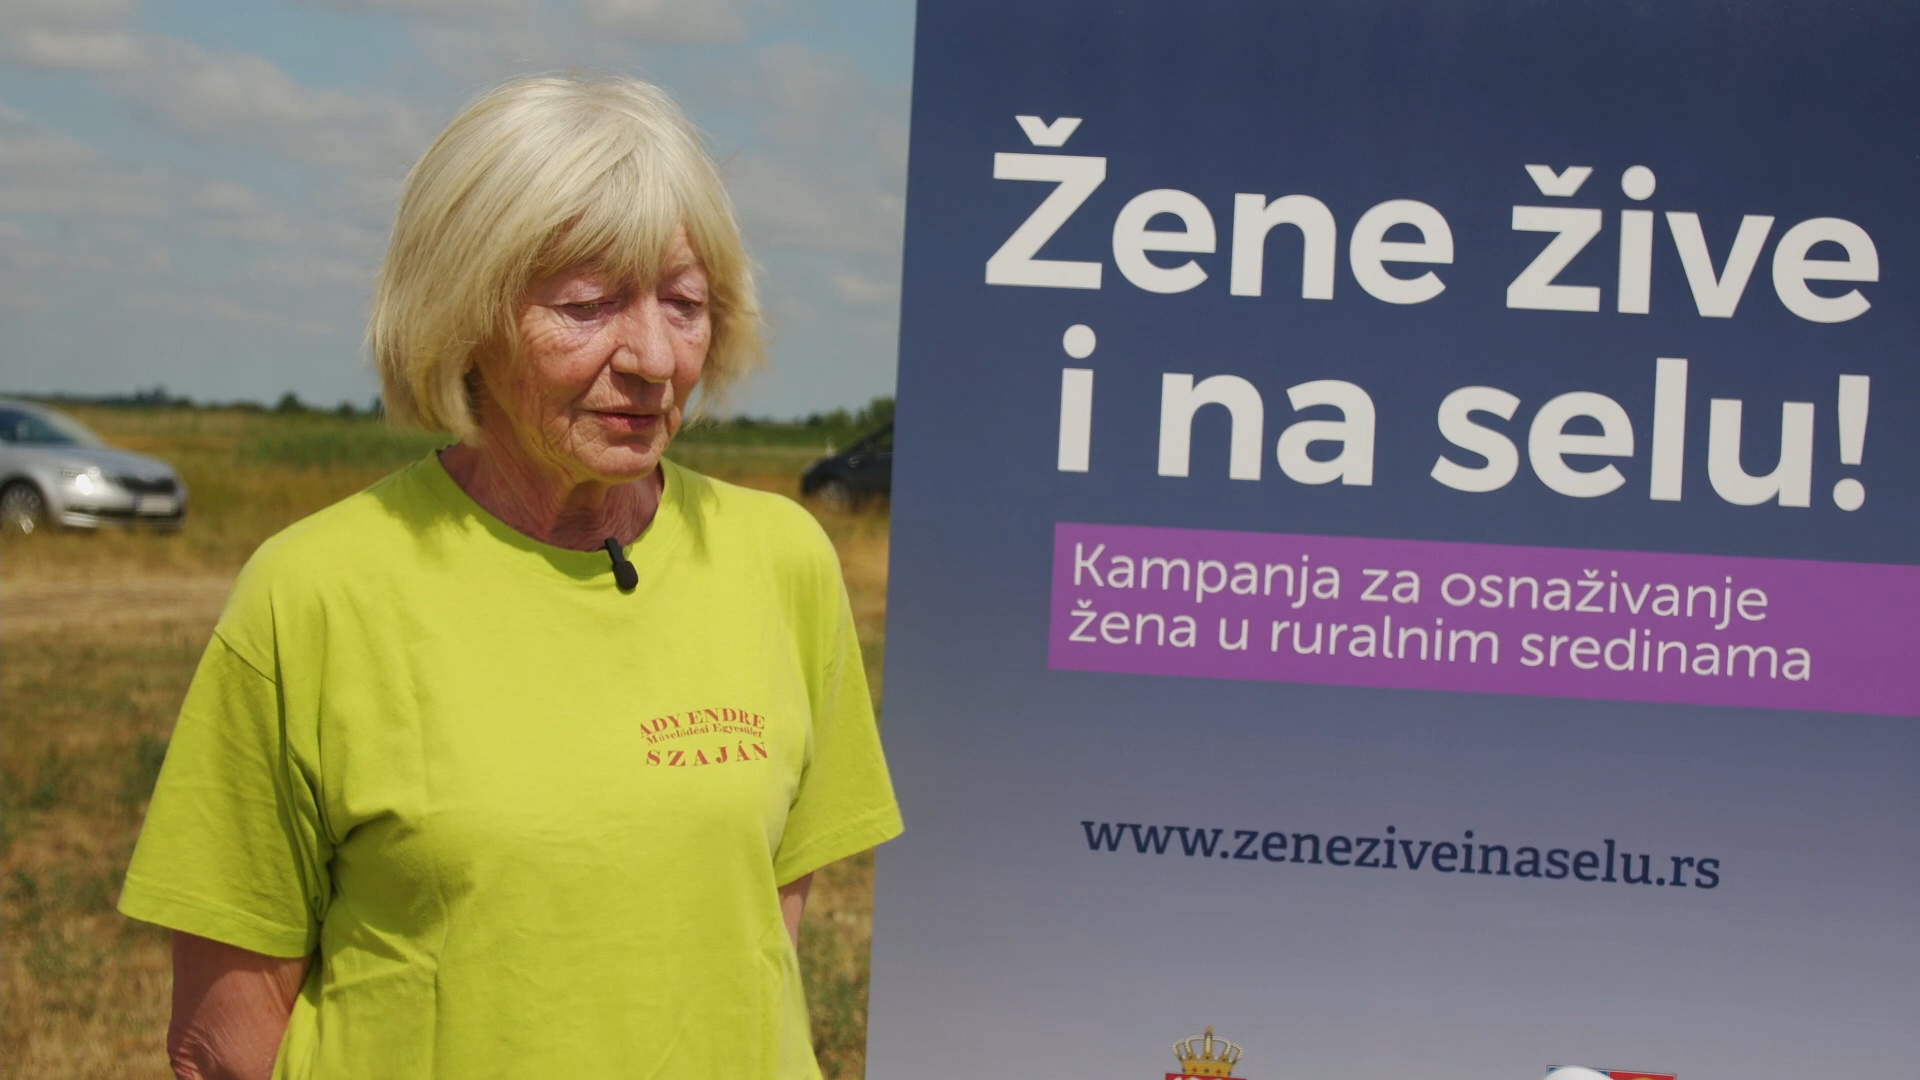 Žene žive
i na selu!
Kampanja za osnaživanje
žena u ruralnim sredinama
www.zeneziveinaselu.rs
ADY ENDRE
Művelődési Egyesület
SZAJÁN